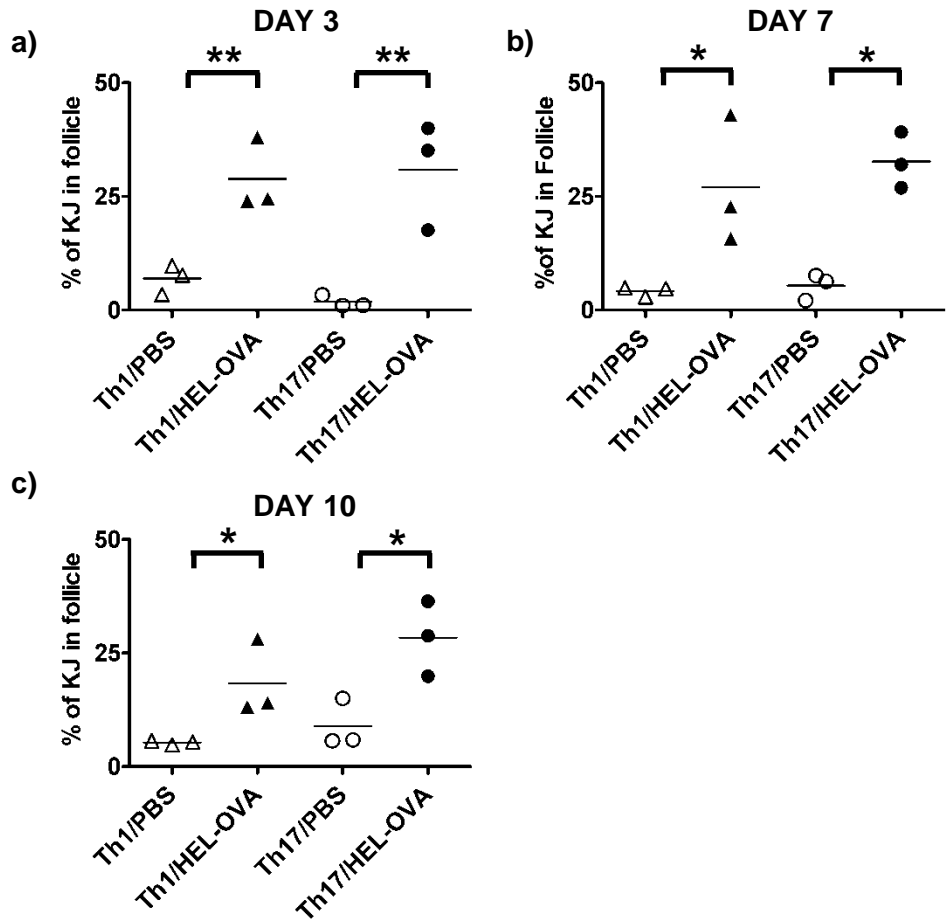 a)
DAY 3
**
**
50
25
0
% of KJ in follicle
Th1/PBS
Th1/HEL-OVA
Th17/PBS
Th17/HEL-OVA
b)
DAY 7
*
*
50
25
0
%of KJ in Follicle
Th1/PBS
Th1/HEL-OVA
Th17/PBS
Th17/HEL-OVA
c)
DAY 10
*
*
50
25
0
% of KJ in follicle
Th1/PBS
Th1/HEL-OVA
Th17/PBS
Th17/HEL-OVA